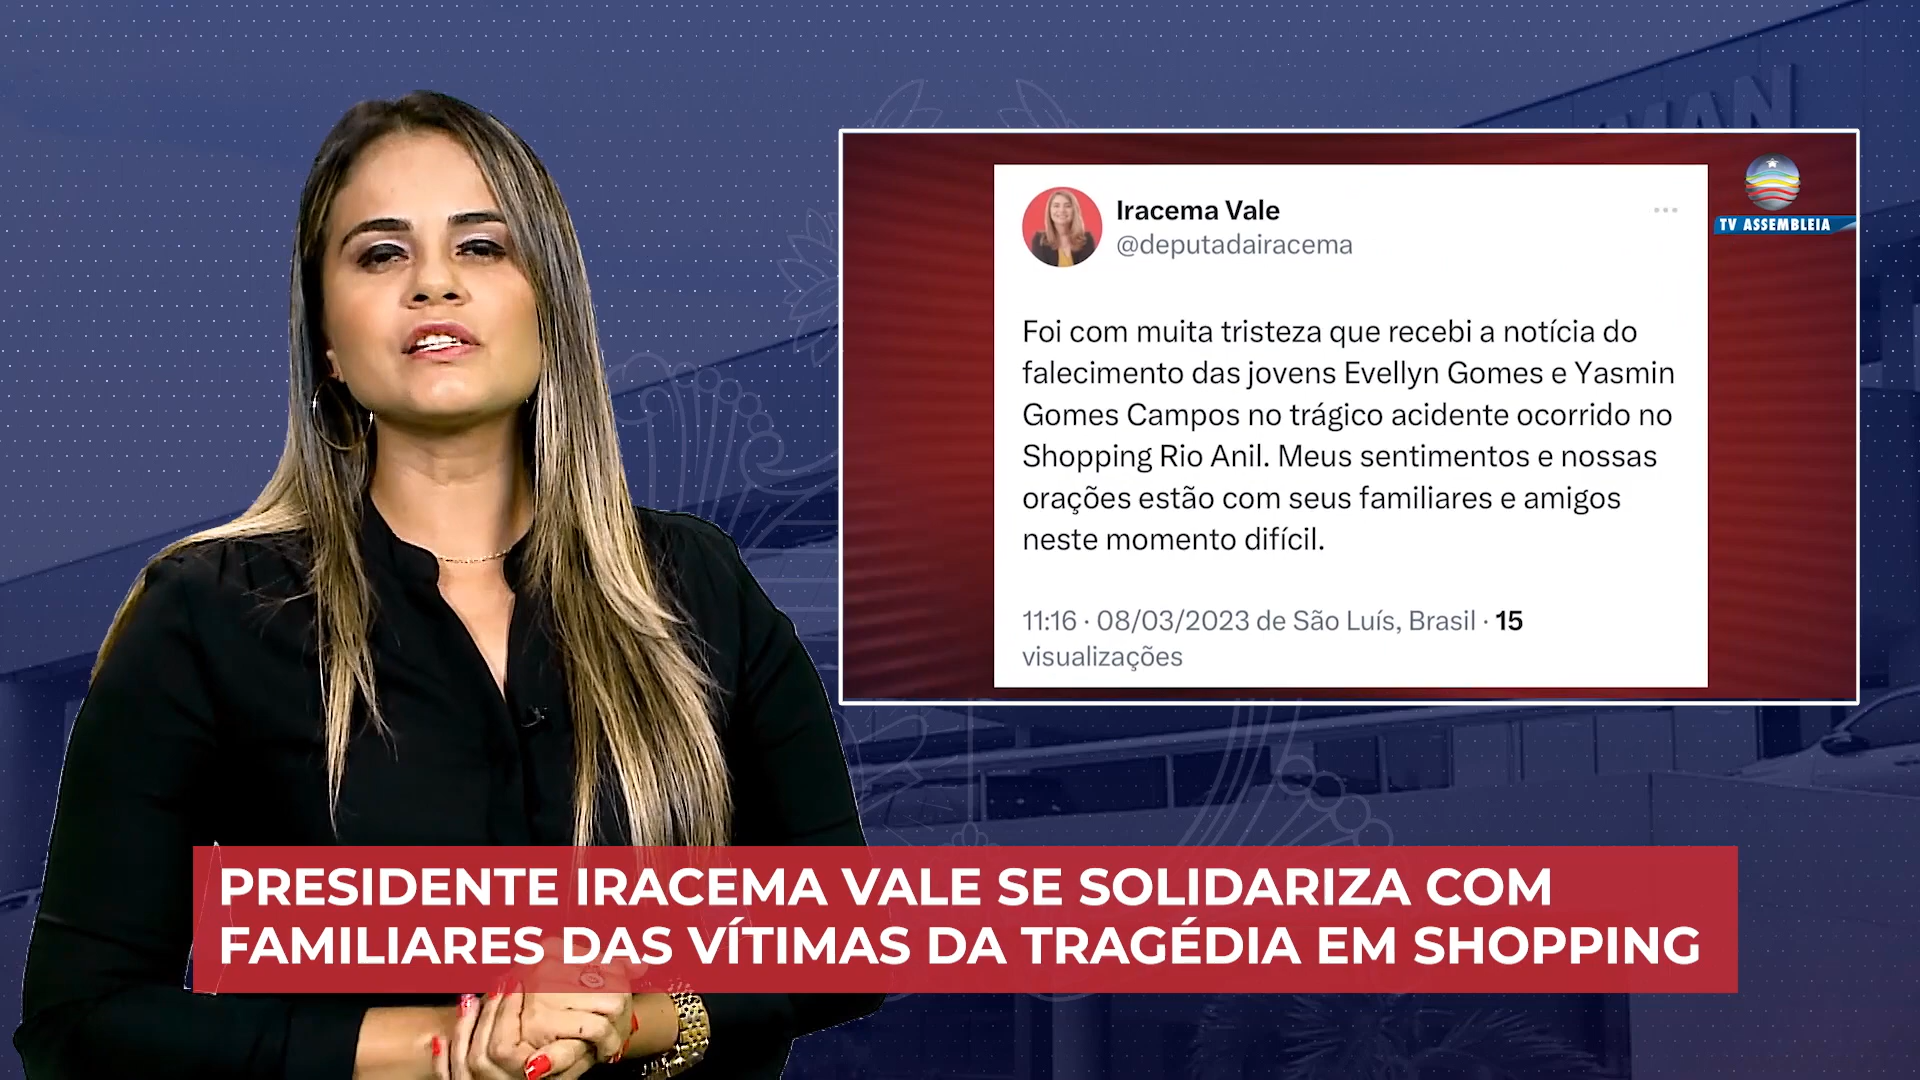 MAN
Iracema Vale
@deputadairacema
TV ASSEMBLEIA
Foi com muita tristeza que recebi a notícia do
falecimento das jovens Evellyn Gomes e Yasmin
Gomes Campos no trágico acidente ocorrido no
Shopping Rio Anil. Meus sentimentos e nossas
orações estão com seus familiares e amigos
neste momento difícil.
11:16 · 08/03/2023 de São Luís, Brasil · 15
visualizações
PRESIDENTE IRACEMA VALE SE SOLIDARIZA COM
FAMILIARES DAS VÍTIMAS DA TRAGÉDIA EM SHOPPING